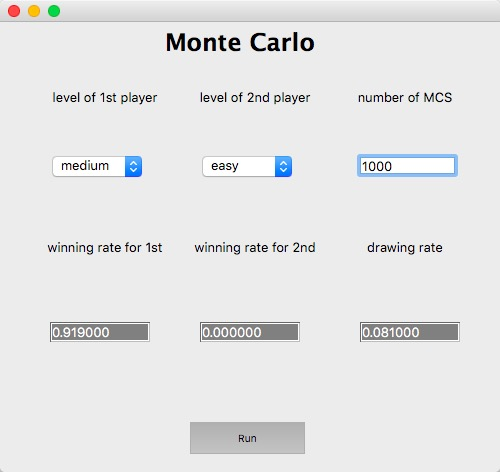 Monte Carlo
level of 1st player level of 2nd player number of MCS
medium easy 1000
winning rate for 1st winning rate for 2nd drawing rate
0.919000 0.000000 0.081000
Run